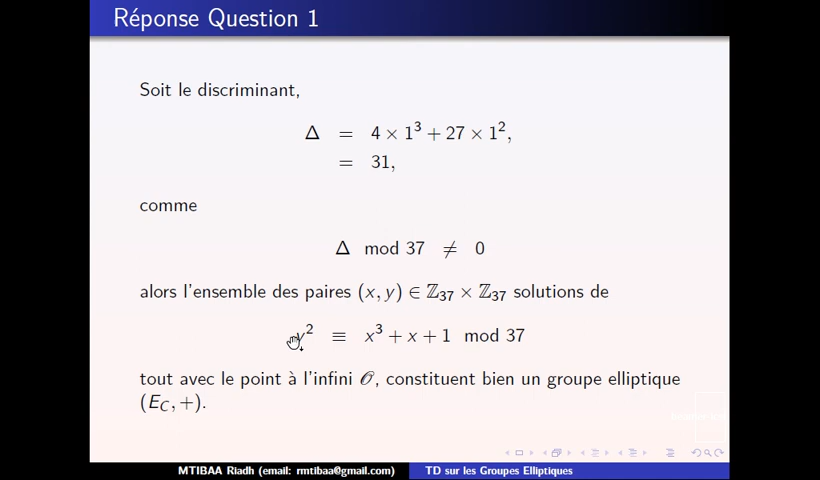 Réponse Question 1
Soit le discriminant,
Δ = 4 × 1³ + 27 × 1²,
= 31,
comme
Δ mod 37 ≠ 0
alors l'ensemble des paires (x, y) ∈ ℤ₃₇ × ℤ₃₇ solutions de
y² ≡ x³ + x + 1 mod 37
tout avec le point à l'infini 𝒪, constituent bien un groupe elliptique
(E_C, +).
MTIBAA Riadh (email: rmtibaa@gmail.com) TD sur les Groupes Elliptiques